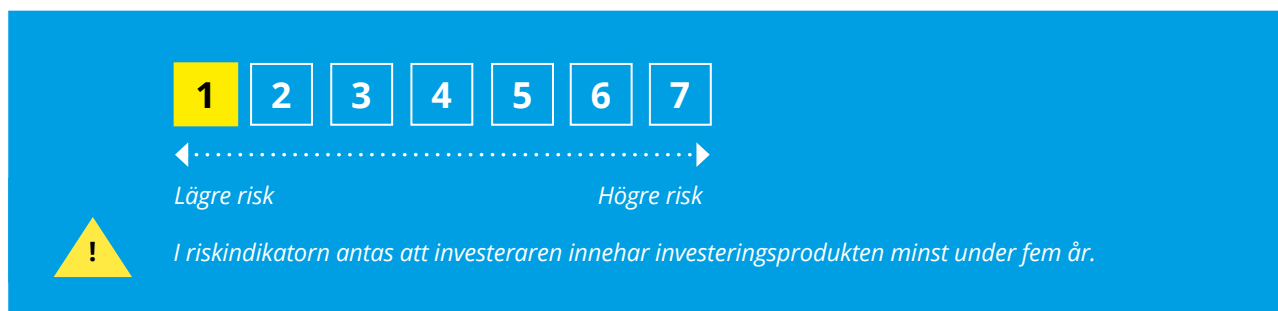 1 2 3 4 5 6 7
Lägre risk Högre risk
! I riskindikatorn antas att investeraren innehar investeringsprodukten minst under fem år.